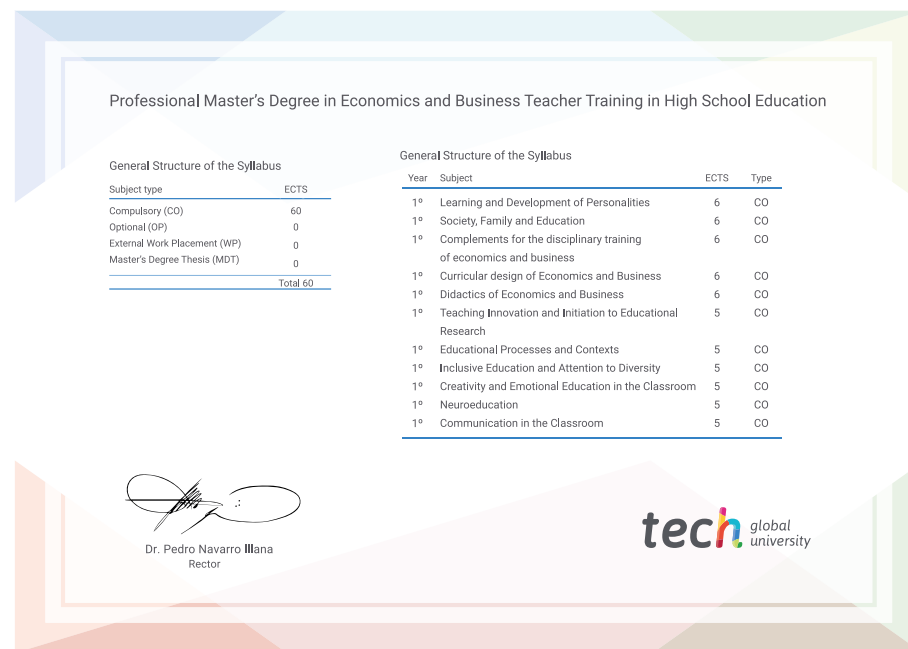 Professional Master's Degree in Economics and Business Teacher Training in High School Education
General Structure of the Syllabus
Subject type ECTS
Compulsory (CO) 60
Optional (OP) 0
External Work Placement (WP) 0
Master's Degree Thesis (MDT) 0
Total 60
General Structure of the Syllabus
Year Subject ECTS Type
1º Learning and Development of Personalities 6 CO
1º Society, Family and Education 6 CO
1º Complements for the disciplinary training 6 CO
of economics and business
1º Curricular design of Economics and Business 6 CO
1º Didactics of Economics and Business 6 CO
1º Teaching Innovation and Initiation to Educational 5 CO
Research
1º Educational Processes and Contexts 5 CO
1º Inclusive Education and Attention to Diversity 5 CO
1º Creativity and Emotional Education in the Classroom 5 CO
1º Neuroeducation 5 CO
1º Communication in the Classroom 5 CO
Dr. Pedro Navarro Illana
Rector
tech global
university